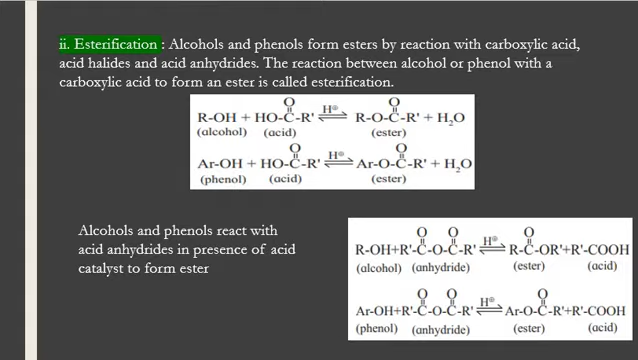 ii. Esterification : Alcohols and phenols form esters by reaction with carboxylic acid,
acid halides and acid anhydrides. The reaction between alcohol or phenol with a
carboxylic acid to form an ester is called esterification.
O O
R-OH + HO-C-R' H⊕ ⇌ R-O-C-R' + H₂O
(alcohol) (acid) (ester)
O O
Ar-OH + HO-C-R' H⊕ ⇌ Ar-O-C-R' + H₂O
(phenol) (acid) (ester)
Alcohols and phenols react with
acid anhydrides in presence of acid
catalyst to form ester
O O O
R-OH+R'-C-O-C-R' H⊕ ⇌ R-C-OR'+R'-COOH
(alcohol) (anhydride) (ester) (acid)
O O O
Ar-OH+R'-C-O-C-R' H⊕ ⇌ Ar-O-C-R'+R'-COOH
(phenol) (anhydride) (ester) (acid)